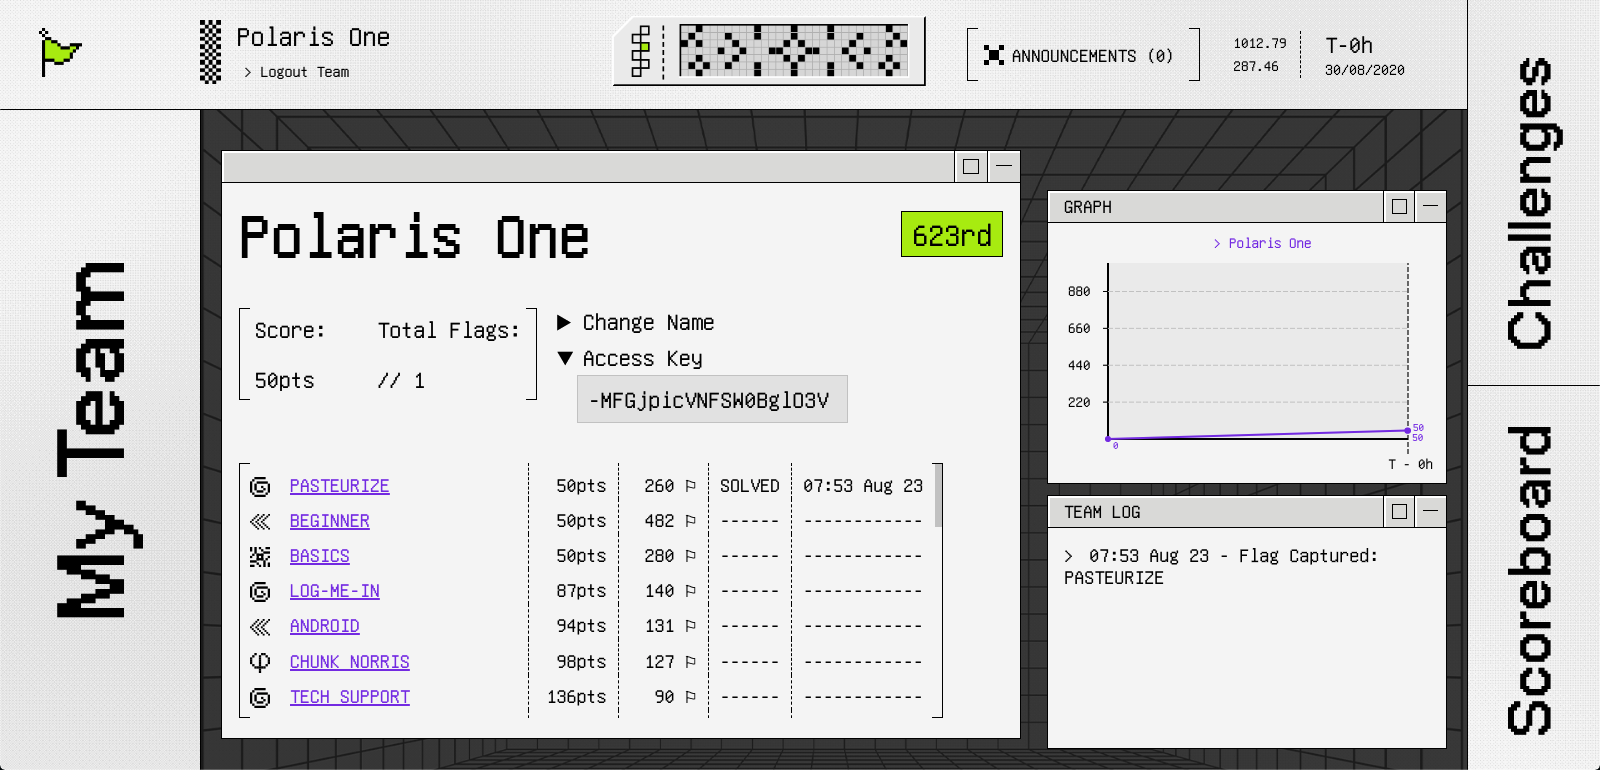 Polaris One
> Logout Team
ANNOUNCEMENTS (0)
1012.79
287.46
T-0h
30/08/2020
My Team
Polaris One
623rd
Score: Total Flags:
50pts // 1
▶ Change Name
▼ Access Key
-MFGjpicVNFSW0BglO3V
PASTEURIZE 50pts 260 SOLVED 07:53 Aug 23
BEGINNER 50pts 482 ------ ------------
BASICS 50pts 280 ------ ------------
LOG-ME-IN 87pts 140 ------ ------------
ANDROID 94pts 131 ------ ------------
CHUNK NORRIS 98pts 127 ------ ------------
TECH SUPPORT 136pts 90 ------ ------------
GRAPH
> Polaris One
880
660
440
220
0
50
50
T - 0h
TEAM LOG
> 07:53 Aug 23 - Flag Captured:
PASTEURIZE
Challenges
Scoreboard